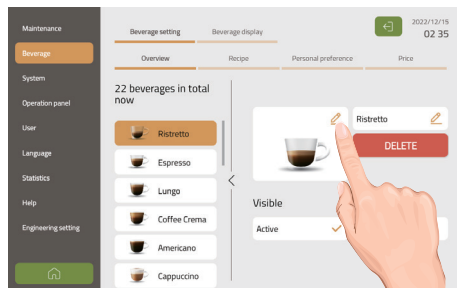 Maintenance
Beverage
System
Operation panel
User
Language
Statistics
Help
Engineering setting
Beverage setting
Beverage display
2022/12/15
02 35
Overview
Recipe
Personal preference
Price
22 beverages in total
now
Ristretto
Espresso
Lungo
Coffee Crema
Americano
Cappuccino
Ristretto
DELETE
Visible
Active